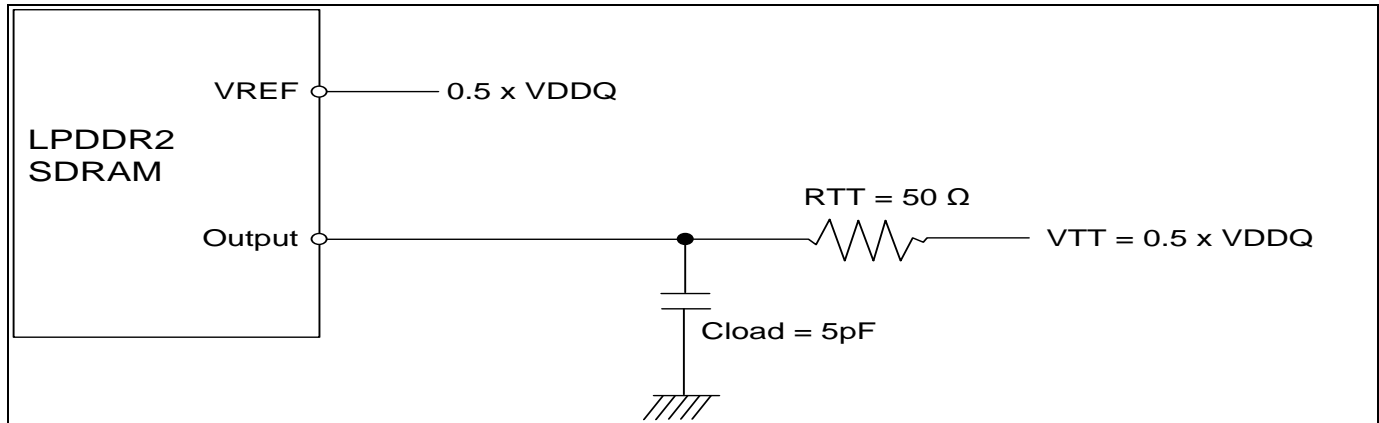 VREF
0.5 x VDDQ
LPDDR2
SDRAM
RTT = 50 Ω
Output
VTT = 0.5 x VDDQ
Cload = 5pF